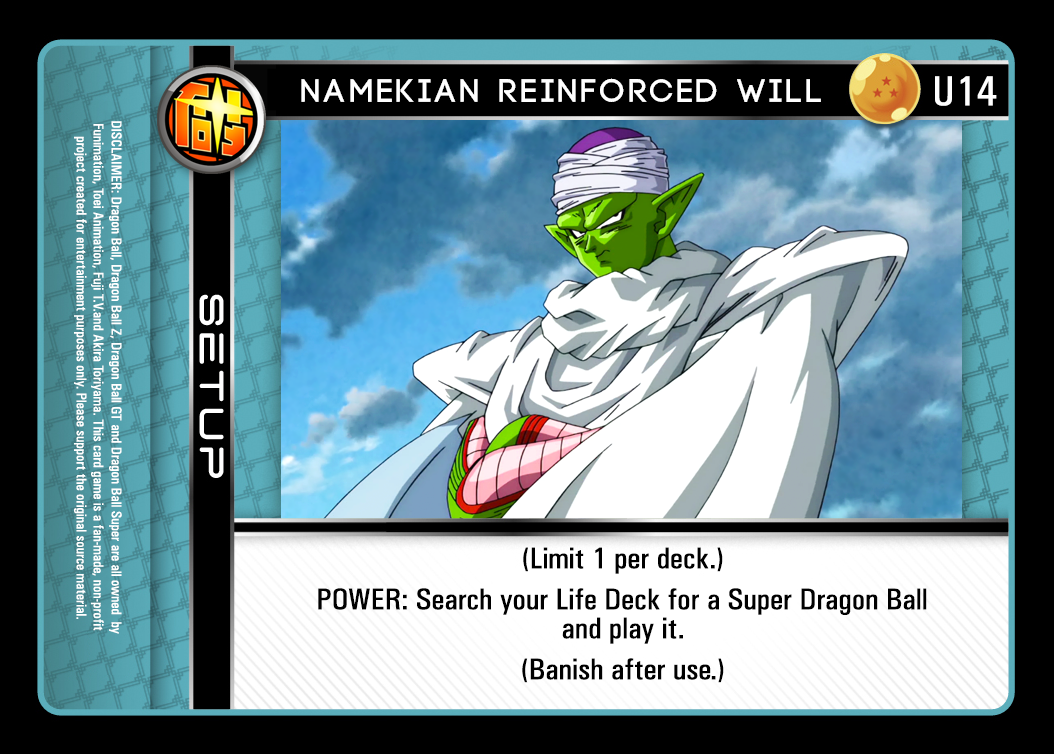 NAMEKIAN REINFORCED WILL
U14
SETUP
(Limit 1 per deck.)
POWER: Search your Life Deck for a Super Dragon Ball
and play it.
(Banish after use.)
DISCLAIMER: Dragon Ball, Dragon Ball Z, Dragon Ball GT and Dragon Ball Super are all owned by
Funimation, Toei Animation, Fuji T.V.and Akira Toriyama. This card game is a fan-made, non-profit
project created for entertainment purposes only. Please support the original source material.